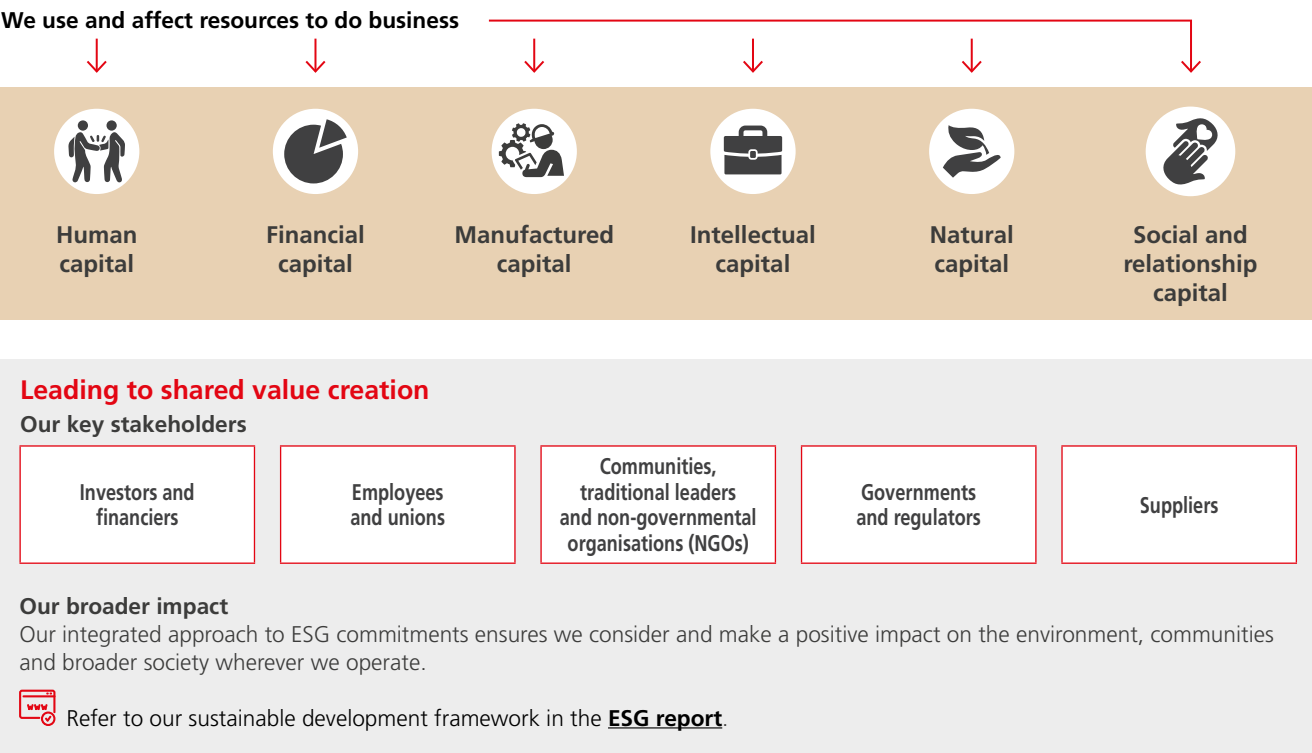 We use and affect resources to do business
Human
capital
Financial
capital
Manufactured
capital
Intellectual
capital
Natural
capital
Social and
relationship
capital
Leading to shared value creation
Our key stakeholders
Investors and
financiers
Employees
and unions
Communities,
traditional leaders
and non-governmental
organisations (NGOs)
Governments
and regulators
Suppliers
Our broader impact
Our integrated approach to ESG commitments ensures we consider and make a positive impact on the environment, communities
and broader society wherever we operate.
www
Refer to our sustainable development framework in the ESG report.